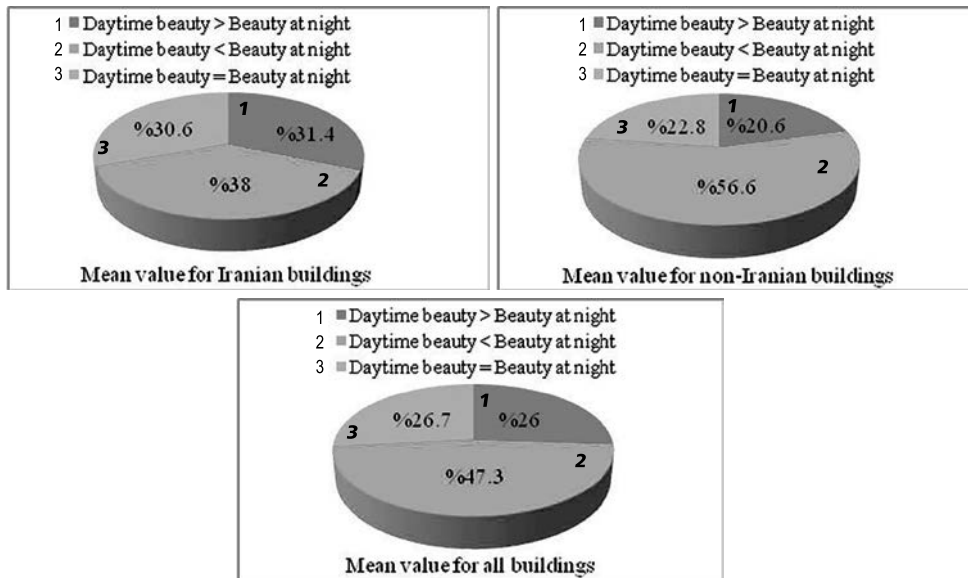 1 Daytime beauty > Beauty at night
2 Daytime beauty < Beauty at night
3 Daytime beauty = Beauty at night
1
%30.6
%31.4
3
2
%38
Mean value for Iranian buildings
1 Daytime beauty > Beauty at night
2 Daytime beauty < Beauty at night
3 Daytime beauty = Beauty at night
1
3
%22.8
%20.6
2
%56.6
Mean value for non-Iranian buildings
1 Daytime beauty > Beauty at night
2 Daytime beauty < Beauty at night
3 Daytime beauty = Beauty at night
1
%26.7
%26
3
2
%47.3
Mean value for all buildings